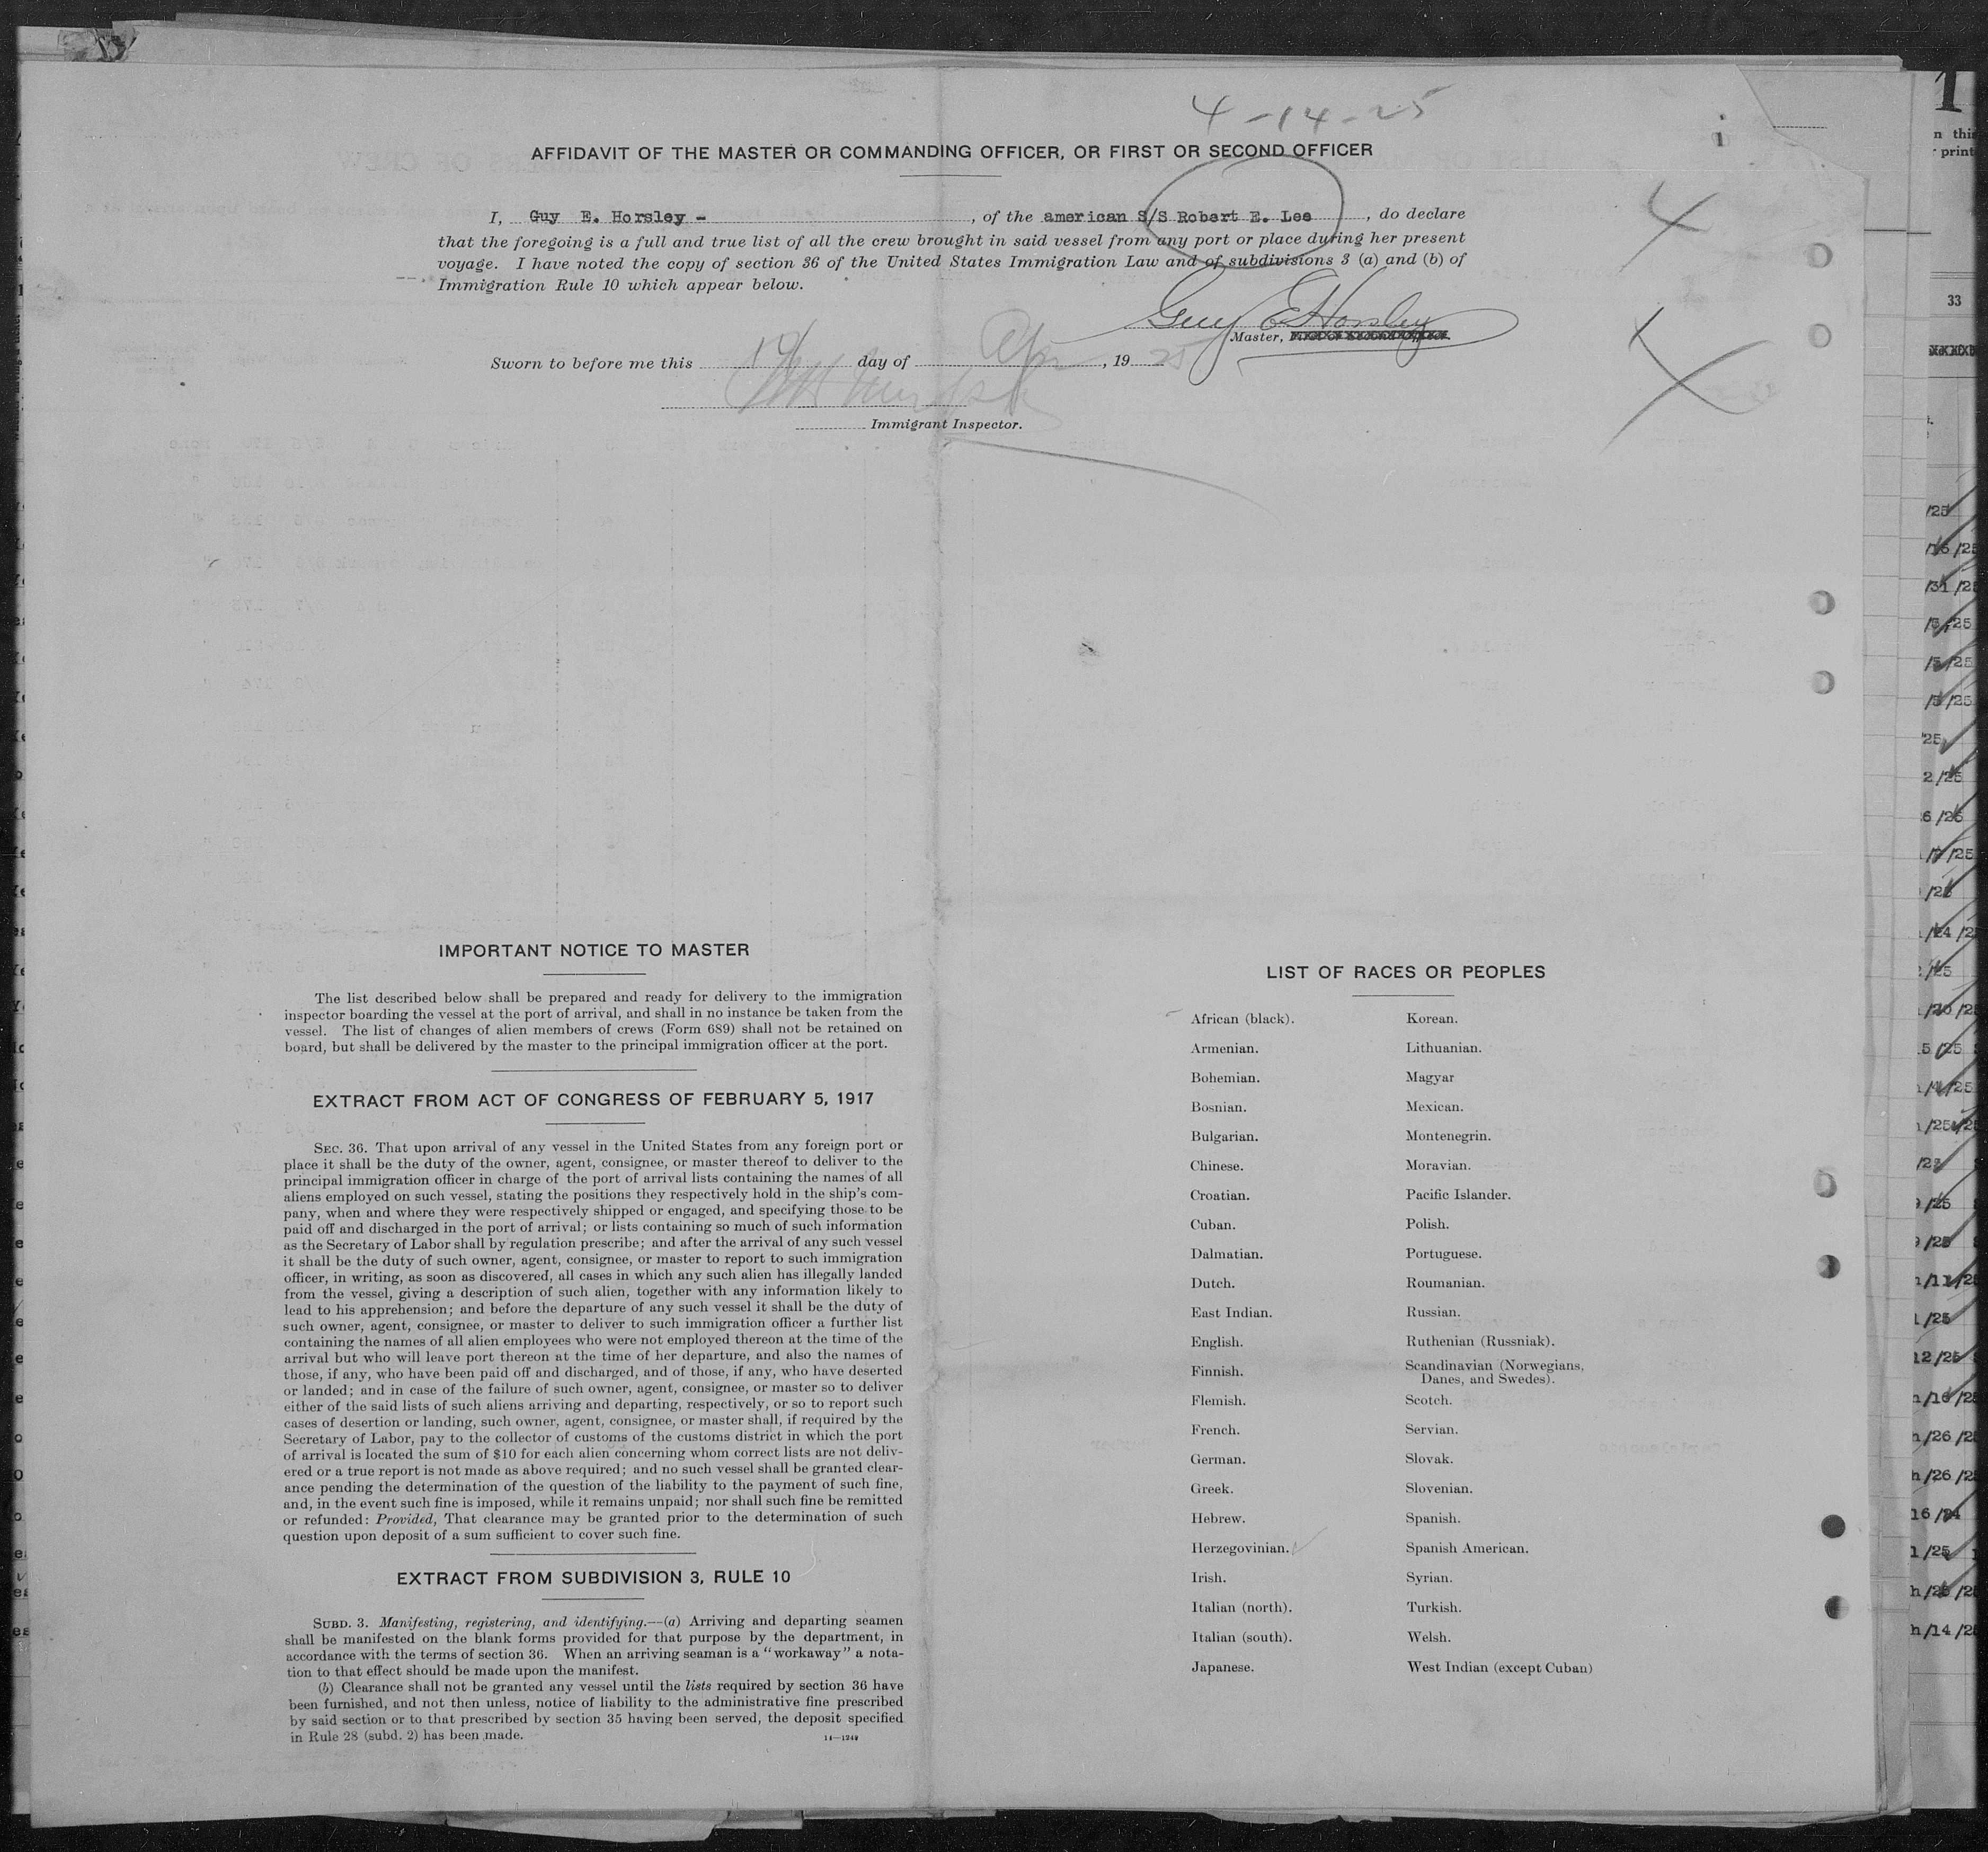 4-14-25
AFFIDAVIT OF THE MASTER OR COMMANDING OFFICER, OR FIRST OR SECOND OFFICER
I, Guy E. Horsley - , of the american S/S Robert E. Lee , do declare
that the foregoing is a full and true list of all the crew brought in said vessel from any port or place during her present
voyage. I have noted the copy of section 36 of the United States Immigration Law and of subdivisions 3 (a) and (b) of
Immigration Rule 10 which appear below.
Guy E Horsley
Master, First or Second Officer.
Sworn to before me this 14 day of Apr , 19 25
Immigrant Inspector.
IMPORTANT NOTICE TO MASTER
The list described below shall be prepared and ready for delivery to the immigration
inspector boarding the vessel at the port of arrival, and shall in no instance be taken from the
vessel. The list of changes of alien members of crews (Form 689) shall not be retained on
board, but shall be delivered by the master to the principal immigration officer at the port.
EXTRACT FROM ACT OF CONGRESS OF FEBRUARY 5, 1917
SEC. 36. That upon arrival of any vessel in the United States from any foreign port or
place it shall be the duty of the owner, agent, consignee, or master thereof to deliver to the
principal immigration officer in charge of the port of arrival lists containing the names of all
aliens employed on such vessel, stating the positions they respectively hold in the ship's com-
pany, when and where they were respectively shipped or engaged, and specifying those to be
paid off and discharged in the port of arrival; or lists containing so much of such information
as the Secretary of Labor shall by regulation prescribe; and after the arrival of any such vessel
it shall be the duty of such owner, agent, consignee, or master to report to such immigration
officer, in writing, as soon as discovered, all cases in which any such alien has illegally landed
from the vessel, giving a description of such alien, together with any information likely to
lead to his apprehension; and before the departure of any such vessel it shall be the duty of
such owner, agent, consignee, or master to deliver to such immigration officer a further list
containing the names of all alien employees who were not employed thereon at the time of the
arrival but who will leave port thereon at the time of her departure, and also the names of
those, if any, who have been paid off and discharged, and of those, if any, who have deserted
or landed; and in case of the failure of such owner, agent, consignee, or master so to deliver
either of the said lists of such aliens arriving and departing, respectively, or so to report such
cases of desertion or landing, such owner, agent, consignee, or master shall, if required by the
Secretary of Labor, pay to the collector of customs of the customs district in which the port
of arrival is located the sum of $10 for each alien concerning whom correct lists are not deliv-
ered or a true report is not made as above required; and no such vessel shall be granted clear-
ance pending the determination of the question of the liability to the payment of such fine,
and, in the event such fine is imposed, while it remains unpaid; nor shall such fine be remitted
or refunded: Provided, That clearance may be granted prior to the determination of such
question upon deposit of a sum sufficient to cover such fine.
EXTRACT FROM SUBDIVISION 3, RULE 10
SUBD. 3. Manifesting, registering, and identifying.—(a) Arriving and departing seamen
shall be manifested on the blank forms provided for that purpose by the department, in
accordance with the terms of section 36. When an arriving seaman is a "workaway" a nota-
tion to that effect should be made upon the manifest.
(b) Clearance shall not be granted any vessel until the lists required by section 36 have
been furnished, and not then unless, notice of liability to the administrative fine prescribed
by said section or to that prescribed by section 35 having been served, the deposit specified
in Rule 28 (subd. 2) has been made.
14—1249
LIST OF RACES OR PEOPLES
African (black). Korean.
Armenian. Lithuanian.
Bohemian. Magyar
Bosnian. Mexican.
Bulgarian. Montenegrin.
Chinese. Moravian.
Croatian. Pacific Islander.
Cuban. Polish.
Dalmatian. Portuguese.
Dutch. Roumanian.
East Indian. Russian.
English. Ruthenian (Russniak).
Finnish. Scandinavian (Norwegians,
Danes, and Swedes).
Flemish. Scotch.
French. Servian.
German. Slovak.
Greek. Slovenian.
Hebrew. Spanish.
Herzegovinian. Spanish American.
Irish. Syrian.
Italian (north). Turkish.
Italian (south). Welsh.
Japanese. West Indian (except Cuban)